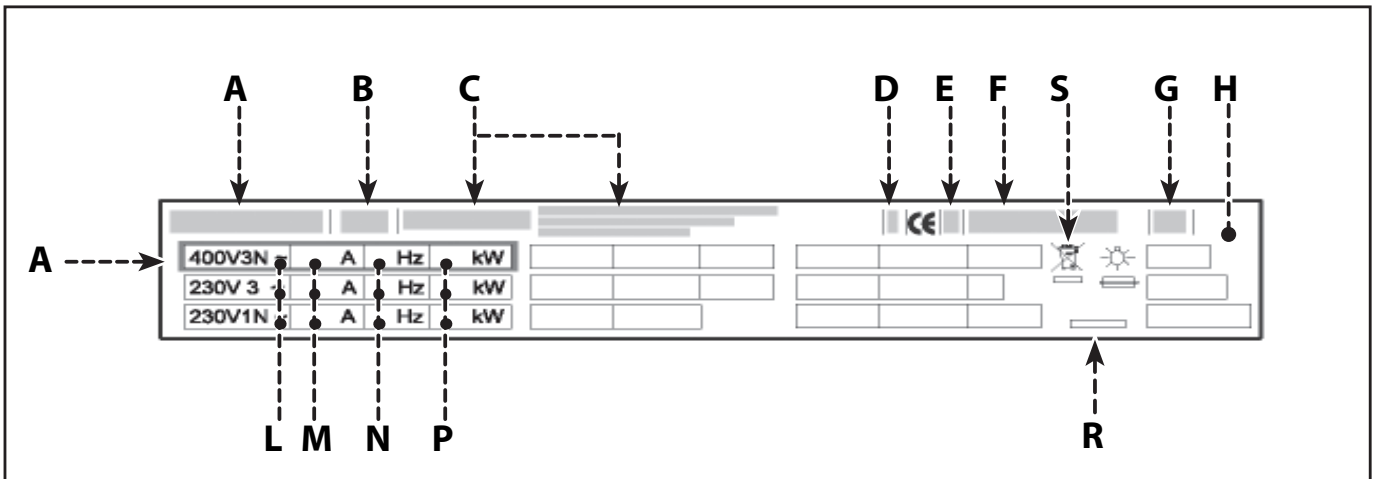 A B C D E F S G H
CE
A 400V3N ~ A Hz kW
230V 3 ~ A Hz kW
230V1N ~ A Hz kW
L M N P R